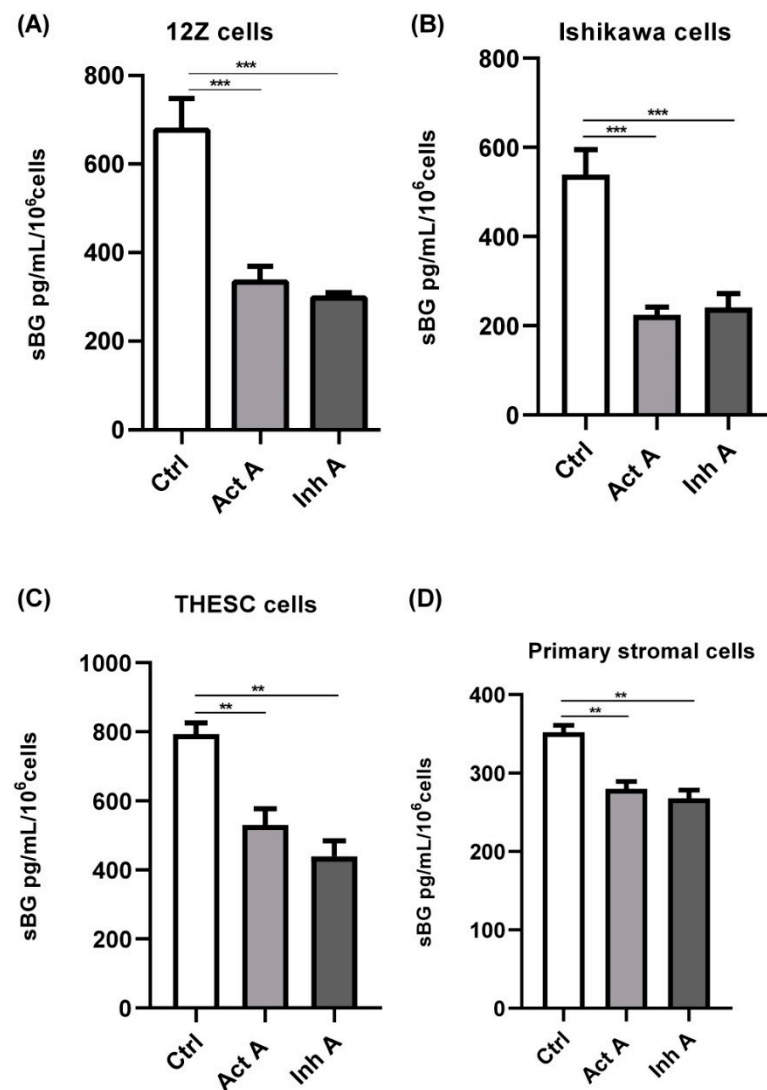 (A)
12Z cells
sBG pg/mL/10⁶cells
800
600
400
200
0
***
***
Ctrl
Act A
Inh A
(B)
Ishikawa cells
sBG pg/mL/10⁶cells
800
600
400
200
0
***
***
Ctrl
Act A
Inh A
(C)
THESC cells
sBG pg/mL/10⁶cells
1000
800
600
400
200
0
**
**
Ctrl
Act A
Inh A
(D)
Primary stromal cells
sBG pg/mL/10⁶cells
400
300
200
100
0
**
**
Ctrl
Act A
Inh A